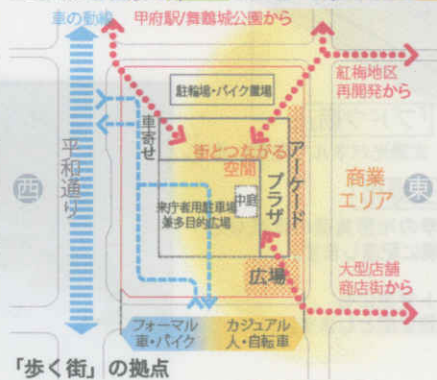 車の動線
甲府駅/舞鶴城公園から
紅梅地区
再開発から
駐輪場・バイク置場
車寄せ
街とつながる
空間
アーケード
プラザ
中庭
来庁者用駐車場
兼多目的広場
平和通り
西
商業
エリア
東
広場
大型店舗
商店街から
フォーマル
車・バイク
カジュアル
人・自転車
「歩く街」の拠点